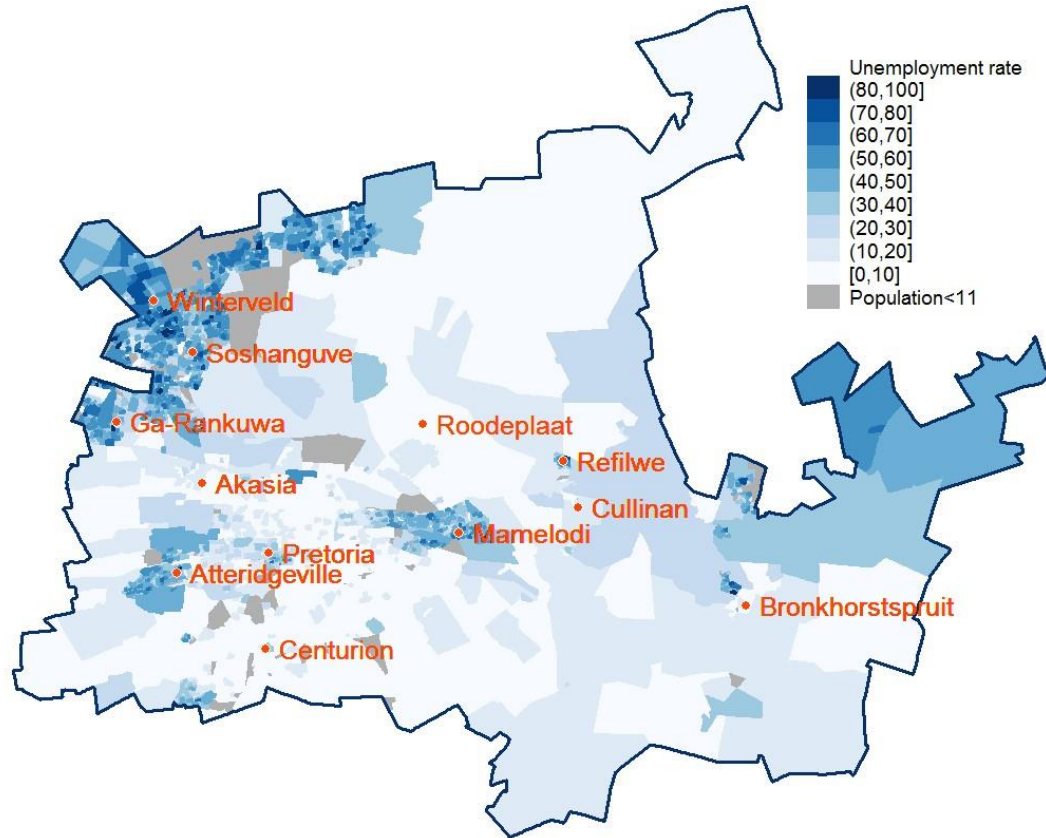 Unemployment rate
(80,100]
(70,80]
(60,70]
(50,60]
(40,50]
(30,40]
(20,30]
(10,20]
[0,10]
Population<11
Winterveld
Soshanguve
Ga-Rankuwa
Roodeplaat
Refilwe
Akasia
Cullinan
Mamelodi
Pretoria
Atteridgeville
Bronkhorstspruit
Centurion